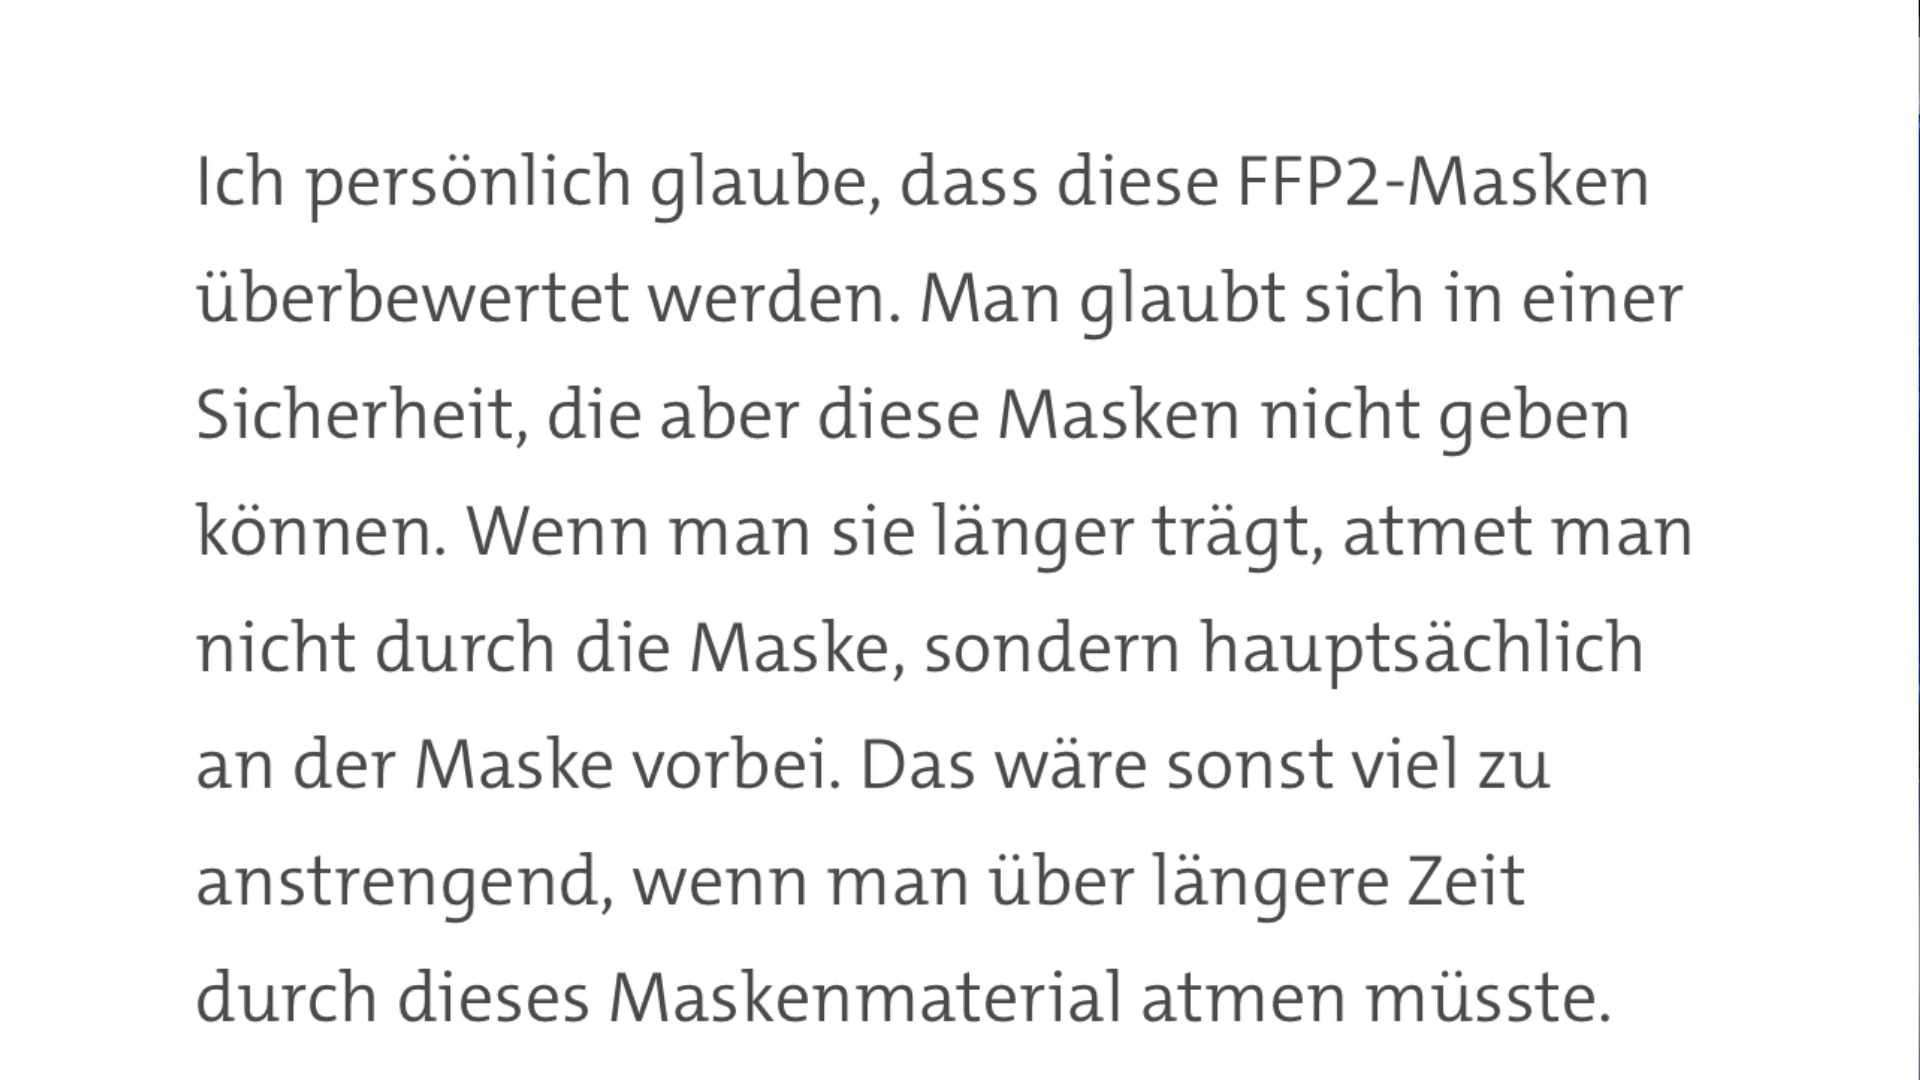 Ich persönlich glaube, dass diese FFP2-Masken
überbewertet werden. Man glaubt sich in einer
Sicherheit, die aber diese Masken nicht geben
können. Wenn man sie länger trägt, atmet man
nicht durch die Maske, sondern hauptsächlich
an der Maske vorbei. Das wäre sonst viel zu
anstrengend, wenn man über längere Zeit
durch dieses Maskenmaterial atmen müsste.